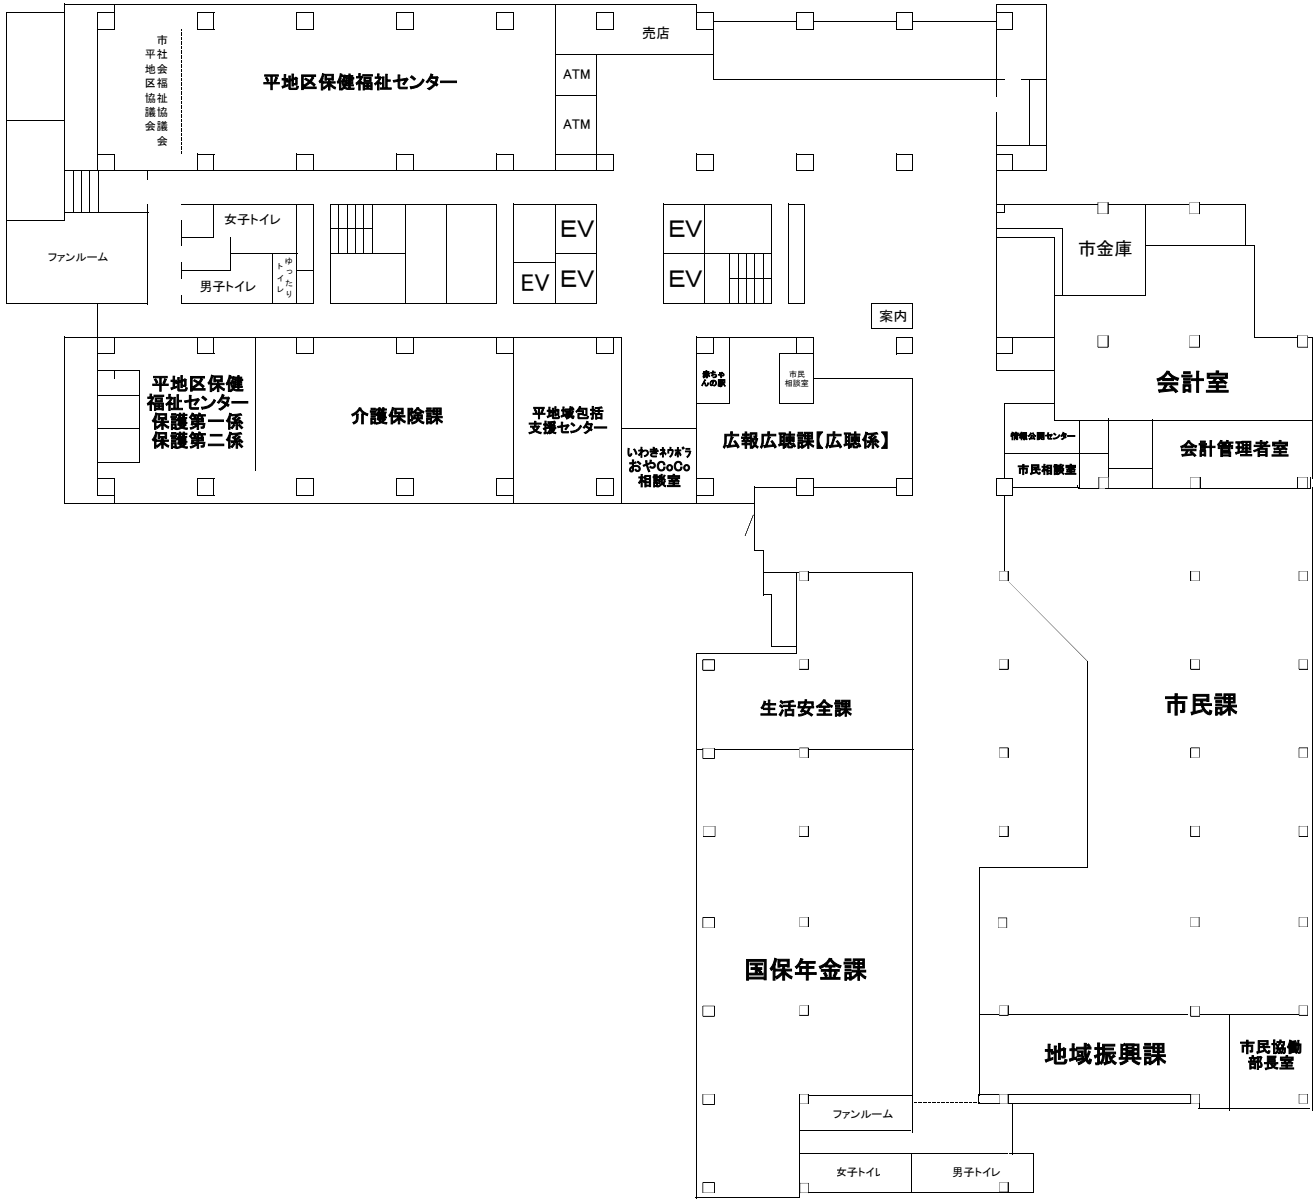 売店
市社会福祉協議会
平地区協議会
平地区保健福祉センター
ATM
ATM
女子トイレ
ファンルーム
男子トイレ
ゆったり
トイレ
EV
EV
EV
EV
EV
市金庫
案内
平地区保健
福祉センター
保護第一係
保護第二係
介護保険課
平地域包括
支援センター
いわきネウボラ
おやCoCo
相談室
赤ちゃ
んの駅
市民
相談室
広報広聴課【広聴係】
会計室
情報公開センター
市民相談室
会計管理者室
生活安全課
市民課
国保年金課
地域振興課
市民協働
部長室
ファンルーム
女子トイレ
男子トイレ